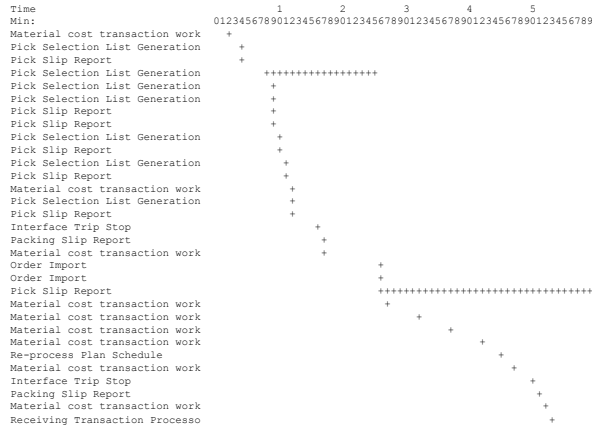 Time                                      1         2         3         4         5
Min:                            012345678901234567890123456789012345678901234567890123456789
Material cost transaction work    +
Pick Selection List Generation      +
Pick Slip Report                    +
Pick Selection List Generation          ++++++++++++++++++
Pick Selection List Generation           +
Pick Selection List Generation           +
Pick Slip Report                         +
Pick Slip Report                         +
Pick Selection List Generation            +
Pick Slip Report                          +
Pick Selection List Generation             +
Pick Slip Report                           +
Material cost transaction work              +
Pick Selection List Generation              +
Pick Slip Report                            +
Interface Trip Stop                             +
Packing Slip Report                              +
Material cost transaction work                   +
Order Import                                              +
Order Import                                              +
Pick Slip Report                                          ++++++++++++++++++++++++++++++++++
Material cost transaction work                             +
Material cost transaction work                                  +
Material cost transaction work                                       +
Material cost transaction work                                            +
Re-process Plan Schedule                                                     +
Material cost transaction work                                                 +
Interface Trip Stop                                                               +
Packing Slip Report                                                                +
Material cost transaction work                                                      +
Receiving Transaction Processo                                                       +